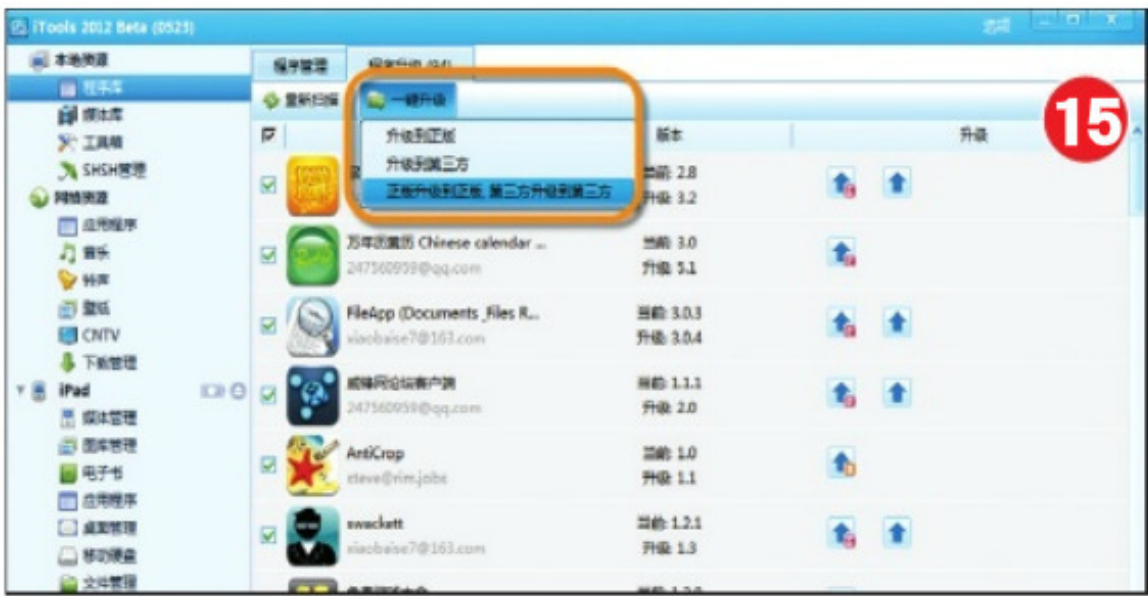 iTools 2012 Beta (0523)
选项
本地资源
程序库
媒体库
工具箱
SHSH管理
网络资源
应用程序
音乐
铃声
壁纸
CNTV
下载管理
iPad
媒体管理
图库管理
电子书
应用程序
桌面管理
移动硬盘
文件管理
程序管理
程序升级 (94)
重新扫描
一键升级
升级到正版
升级到第三方
正版升级到正版, 第三方升级到第三方
版本
升级
15
当前: 2.8
升级: 3.2
万年历黄历 Chinese calendar ...
247560959@qq.com
当前: 3.0
升级: 5.1
FileApp (Documents ,Files R...
xiaobaise7@163.com
当前: 3.0.3
升级: 3.0.4
威锋网论坛客户端
247560959@qq.com
当前: 1.1.1
升级: 2.0
AntiCrop
steve@rim.jobs
当前: 1.0
升级: 1.1
swackett
xiaobaise7@163.com
当前: 1.2.1
升级: 1.3